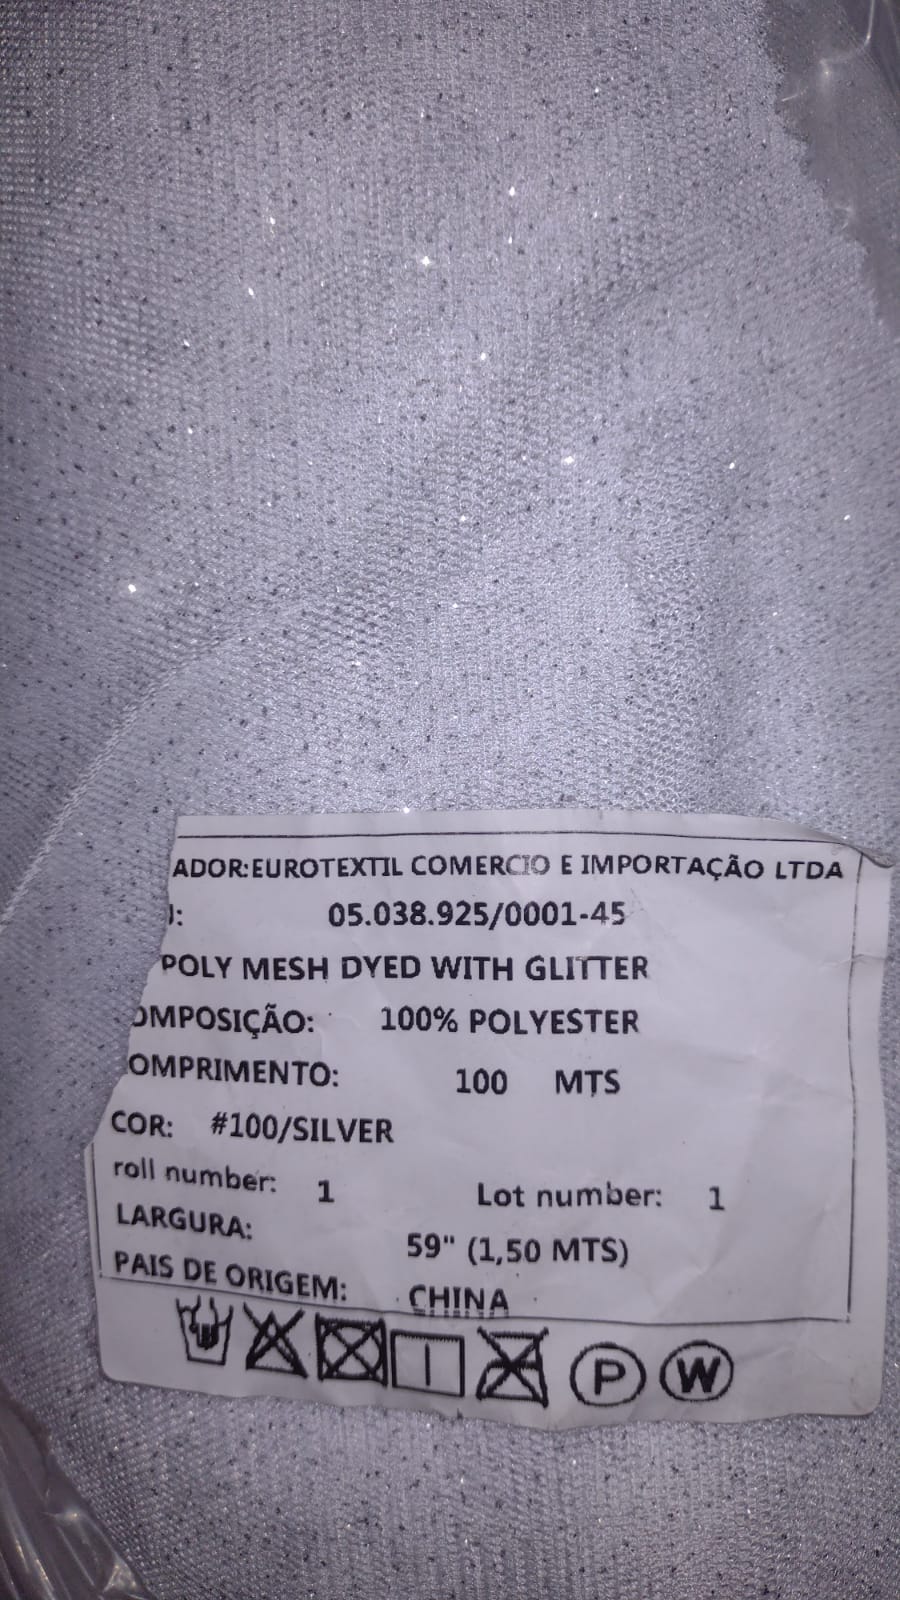 ADOR:EUROTEXTIL COMERCIO E IMPORTAÇÃO LTDA
J: 05.038.925/0001-45
POLY MESH DYED WITH GLITTER
OMPOSIÇÃO: 100% POLYESTER
OMPRIMENTO: 100 MTS
COR: #100/SILVER
roll number: 1 Lot number: 1
LARGURA: 59" (1,50 MTS)
PAIS DE ORIGEM: CHINA
P W